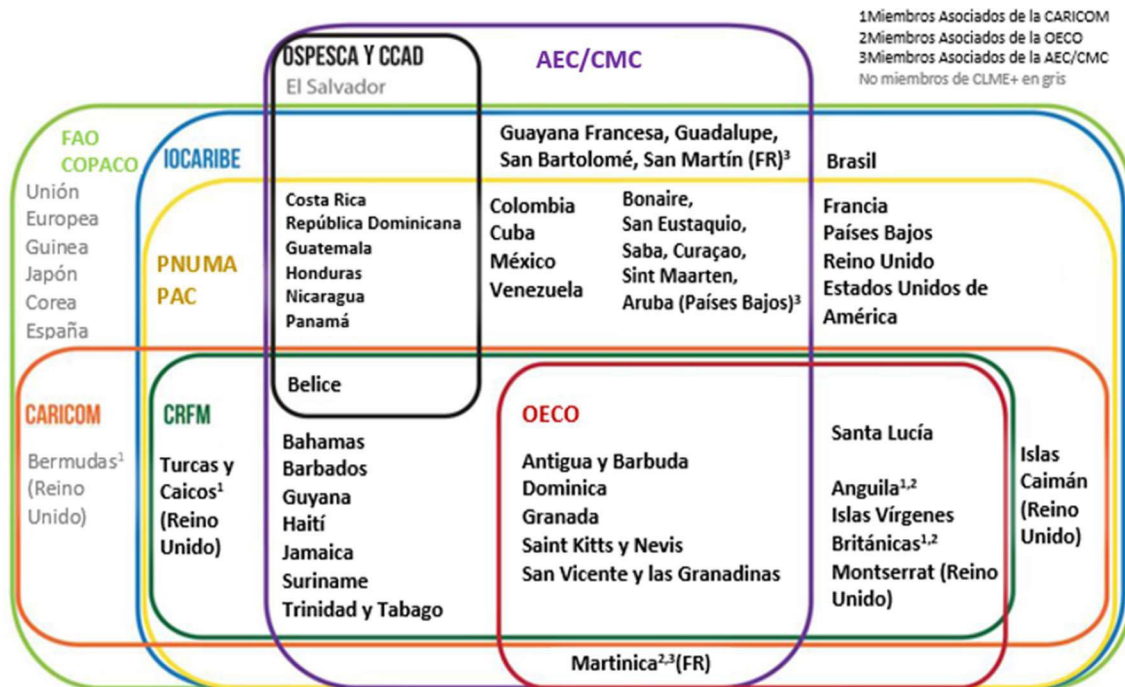 1Miembros Asociados de la CARICOM
2Miembros Asociados de la OECO
3Miembros Asociados de la AEC/CMC
No miembros de CLME+ en gris
OSPESCA Y CCAD
El Salvador
AEC/CMC
FAO
COPACO
Unión
Europea
Guinea
Japón
Corea
España
IOCARIBE
Guayana Francesa, Guadalupe,
San Bartolomé, San Martín (FR)³
Brasil
PNUMA
PAC
Costa Rica
República Dominicana
Guatemala
Honduras
Nicaragua
Panamá
Colombia
Cuba
México
Venezuela
Bonaire,
San Eustaquio,
Saba, Curaçao,
Sint Maarten,
Aruba (Países Bajos)³
Francia
Países Bajos
Reino Unido
Estados Unidos de
América
Belice
CARICOM
Bermudas¹
(Reino
Unido)
CRFM
Turcas y
Caicos¹
(Reino
Unido)
Bahamas
Barbados
Guyana
Haití
Jamaica
Suriname
Trinidad y Tabago
OECO
Antigua y Barbuda
Dominica
Granada
Saint Kitts y Nevis
San Vicente y las Granadinas
Santa Lucía
Anguila¹,²
Islas Vírgenes
Británicas¹,²
Montserrat (Reino
Unido)
Islas
Caimán
(Reino
Unido)
Martinica²,³(FR)